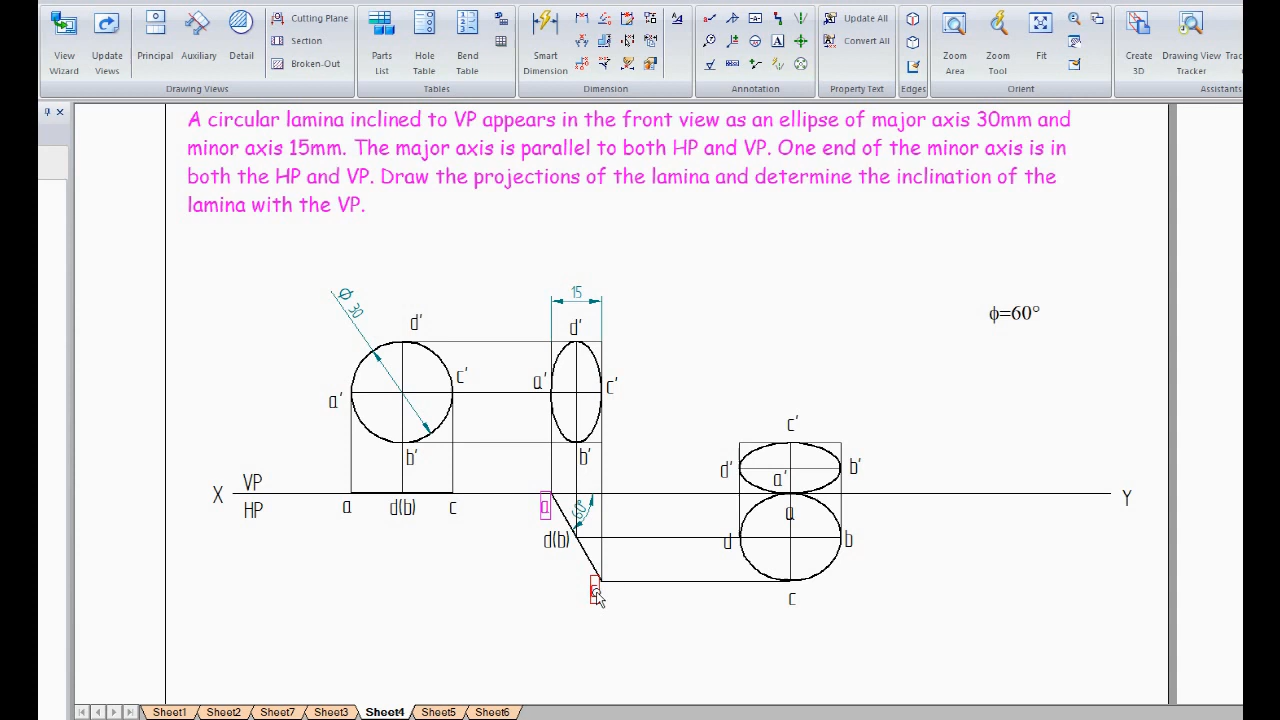 View Wizard
Update Views
Principal
Auxiliary
Detail
Cutting Plane
Section
Broken-Out
Drawing Views
Parts List
Hole Table
Bend Table
Tables
Smart Dimension
Dimension
A
Annotation
Update All
Convert All
Property Text
Edges
Zoom Area
Zoom Tool
Fit
Orient
Create 3D
Drawing View Tracker
Trac
Assistants
A circular lamina inclined to VP appears in the front view as an ellipse of major axis 30mm and
minor axis 15mm. The major axis is parallel to both HP and VP. One end of the minor axis is in
both the HP and VP. Draw the projections of the lamina and determine the inclination of the
lamina with the VP.
Ø 30
15
ϕ=60°
d'
d'
c'
a'
a'
c'
b'
b'
c'
d'
b'
a'
X
VP
HP
Y
a
d(b)
c
a
60°
d(b)
a
d
b
c
Sheet1
Sheet2
Sheet7
Sheet3
Sheet4
Sheet5
Sheet6